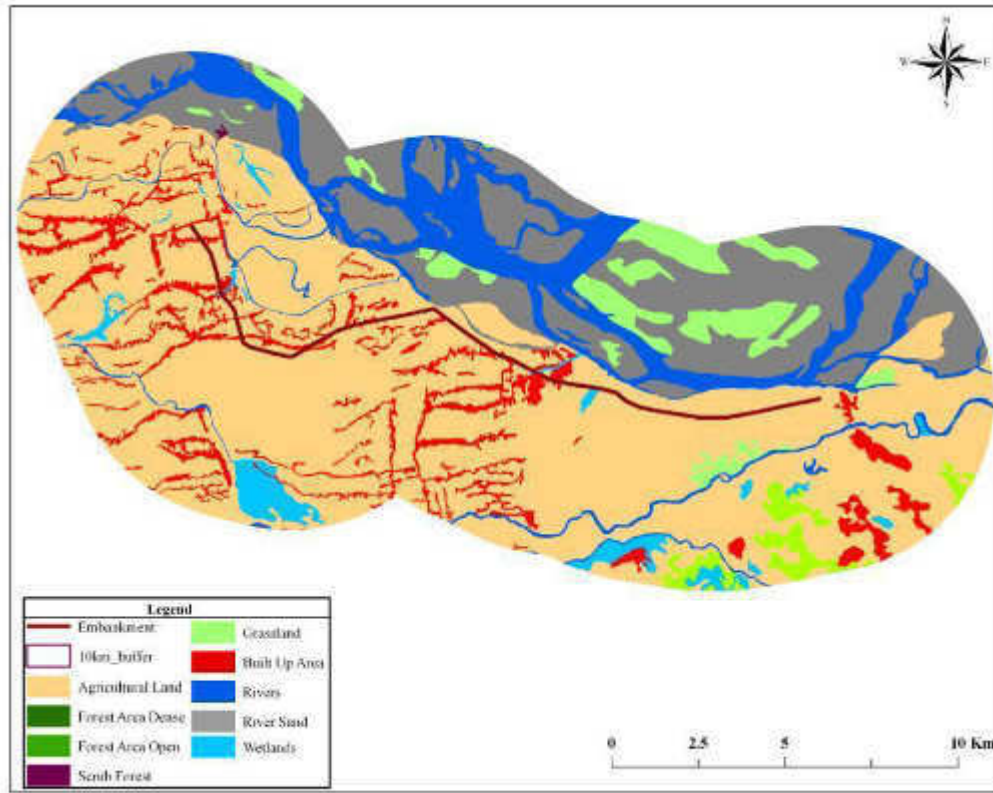 N
W
E
S
Legend
Embankment
10km_buffer
Agricultural Land
Forest Area Dense
Forest Area Open
Scrub Forest
Grassland
Built Up Area
Rivers
River Sand
Wetlands
0 2.5 5 10 Km